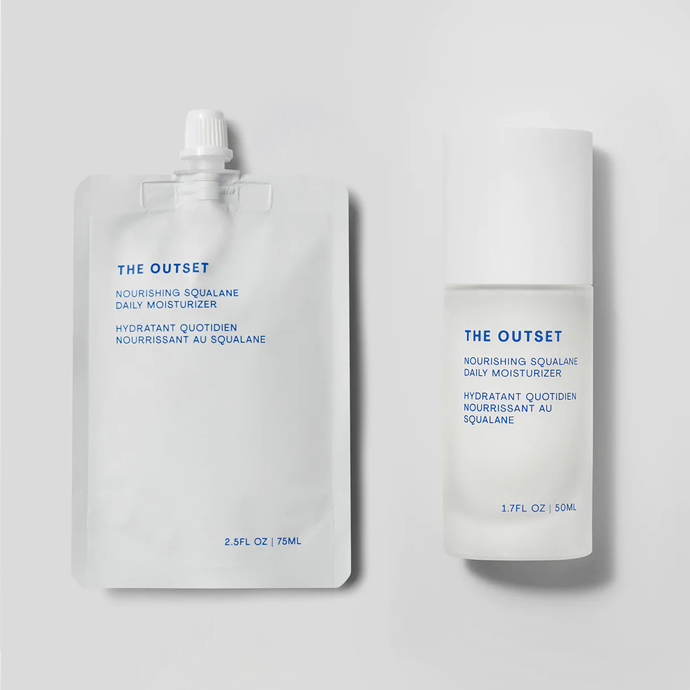 THE OUTSET
NOURISHING SQUALANE
DAILY MOISTURIZER
HYDRATANT QUOTIDIEN
NOURRISSANT AU SQUALANE
2.5FL OZ | 75ML
THE OUTSET
NOURISHING SQUALANE
DAILY MOISTURIZER
HYDRATANT QUOTIDIEN
NOURRISSANT AU
SQUALANE
1.7FL OZ | 50ML